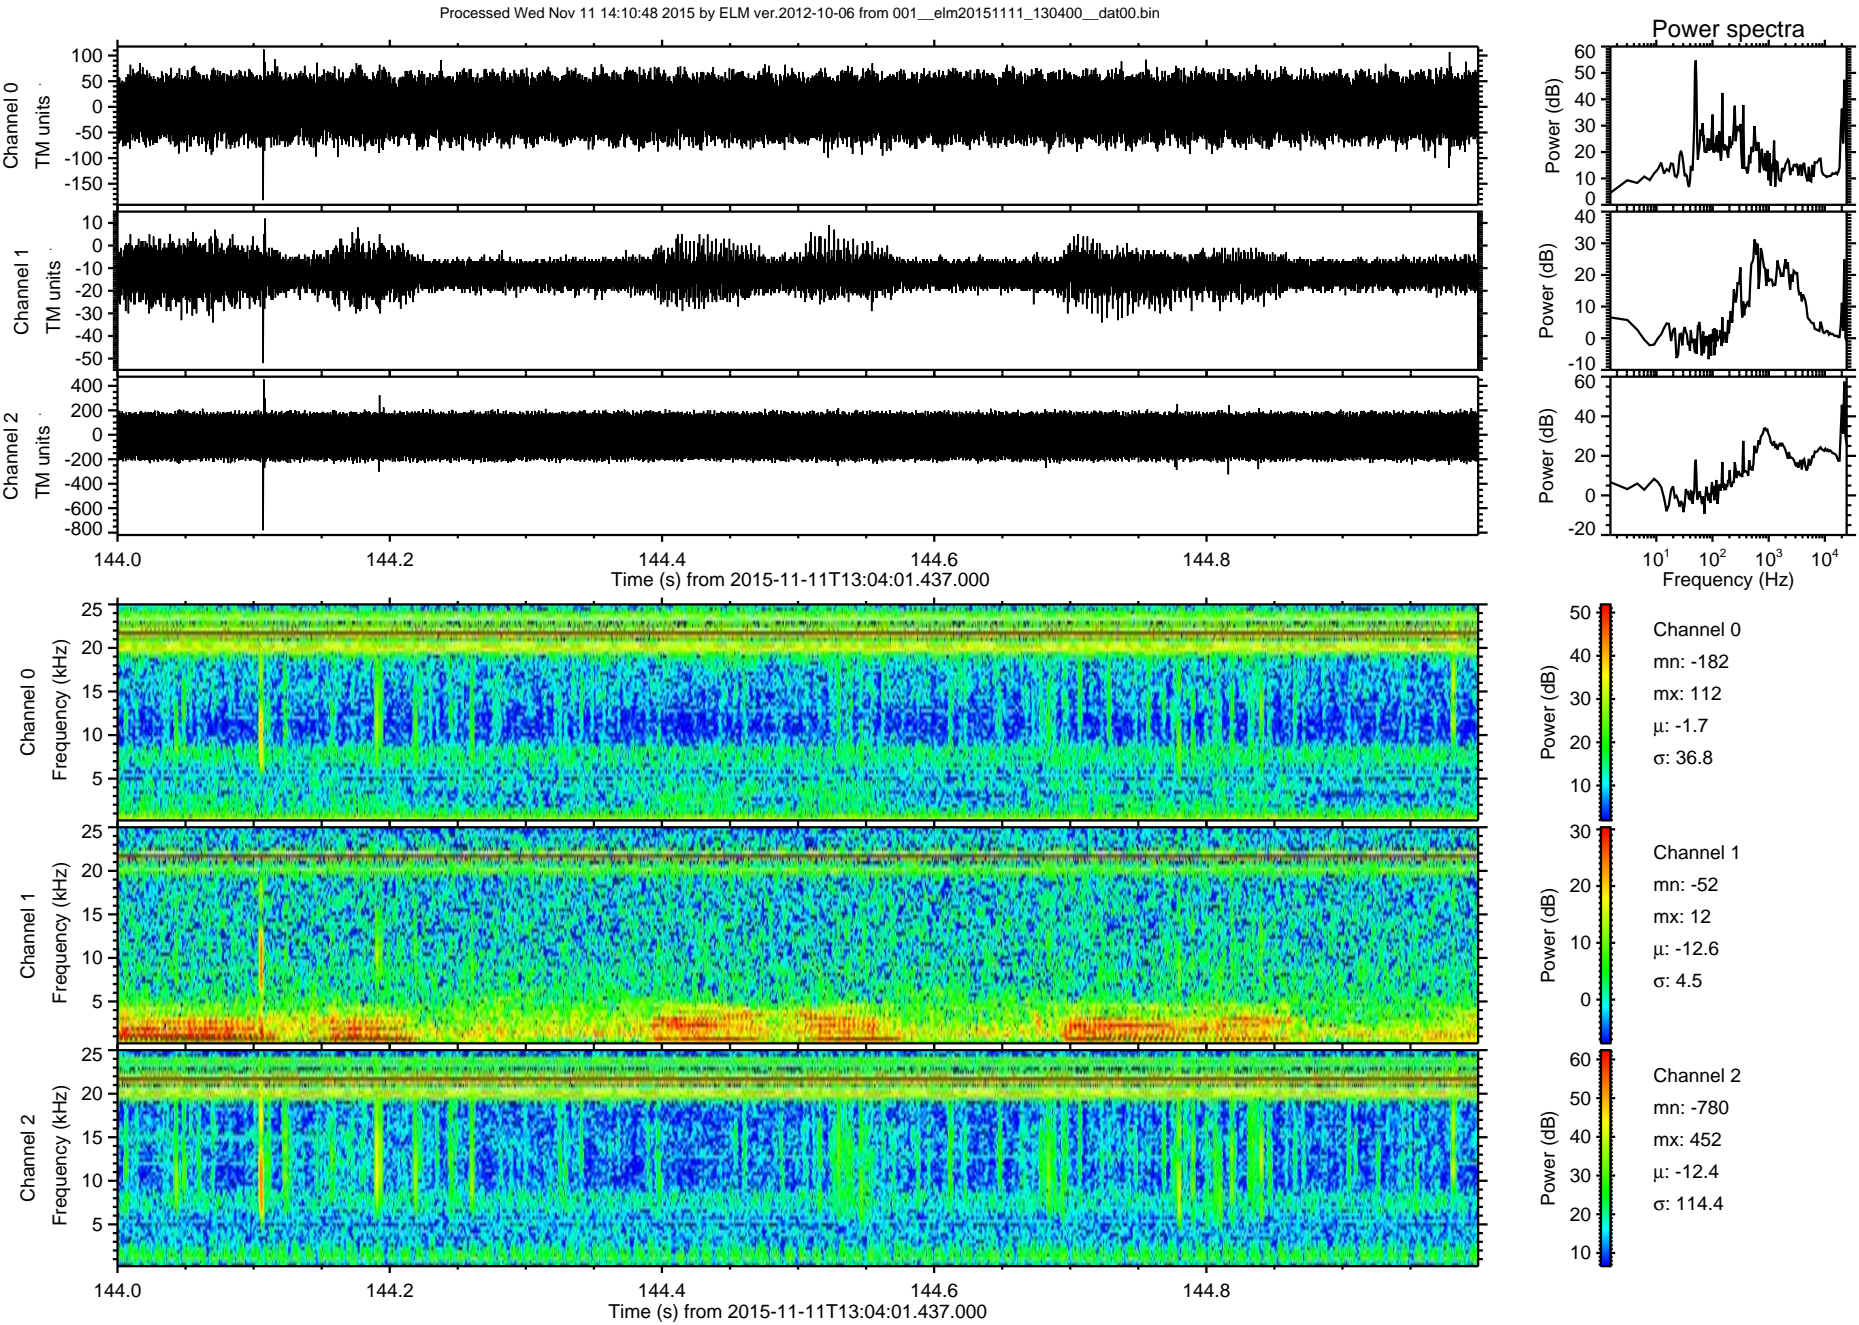 Processed Wed Nov 11 14:10:48 2015 by ELM ver.2012-10-06 from 001__elm20151111_130400__dat00.bin
Power spectra
Channel 0
TM units
100
50
0
-50
-100
-150
Power (dB)
60
50
40
30
20
10
0
Channel 1
TM units
10
0
-10
-20
-30
-40
-50
Power (dB)
40
30
20
10
0
-10
Channel 2
TM units
400
200
0
-200
-400
-600
-800
Power (dB)
60
40
20
0
-20
144.0 144.2 144.4 144.6 144.8
Time (s) from 2015-11-11T13:04:01.437.000
10^1 10^2 10^3 10^4
Frequency (Hz)
Channel 0
Frequency (kHz)
25
20
15
10
5
Power (dB)
50
40
30
20
10
Channel 0
mn: -182
mx: 112
μ: -1.7
σ: 36.8
Channel 1
Frequency (kHz)
25
20
15
10
5
Power (dB)
30
20
10
0
Channel 1
mn: -52
mx: 12
μ: -12.6
σ: 4.5
Channel 2
Frequency (kHz)
25
20
15
10
5
Power (dB)
60
50
40
30
20
10
Channel 2
mn: -780
mx: 452
μ: -12.4
σ: 114.4
144.0 144.2 144.4 144.6 144.8
Time (s) from 2015-11-11T13:04:01.437.000